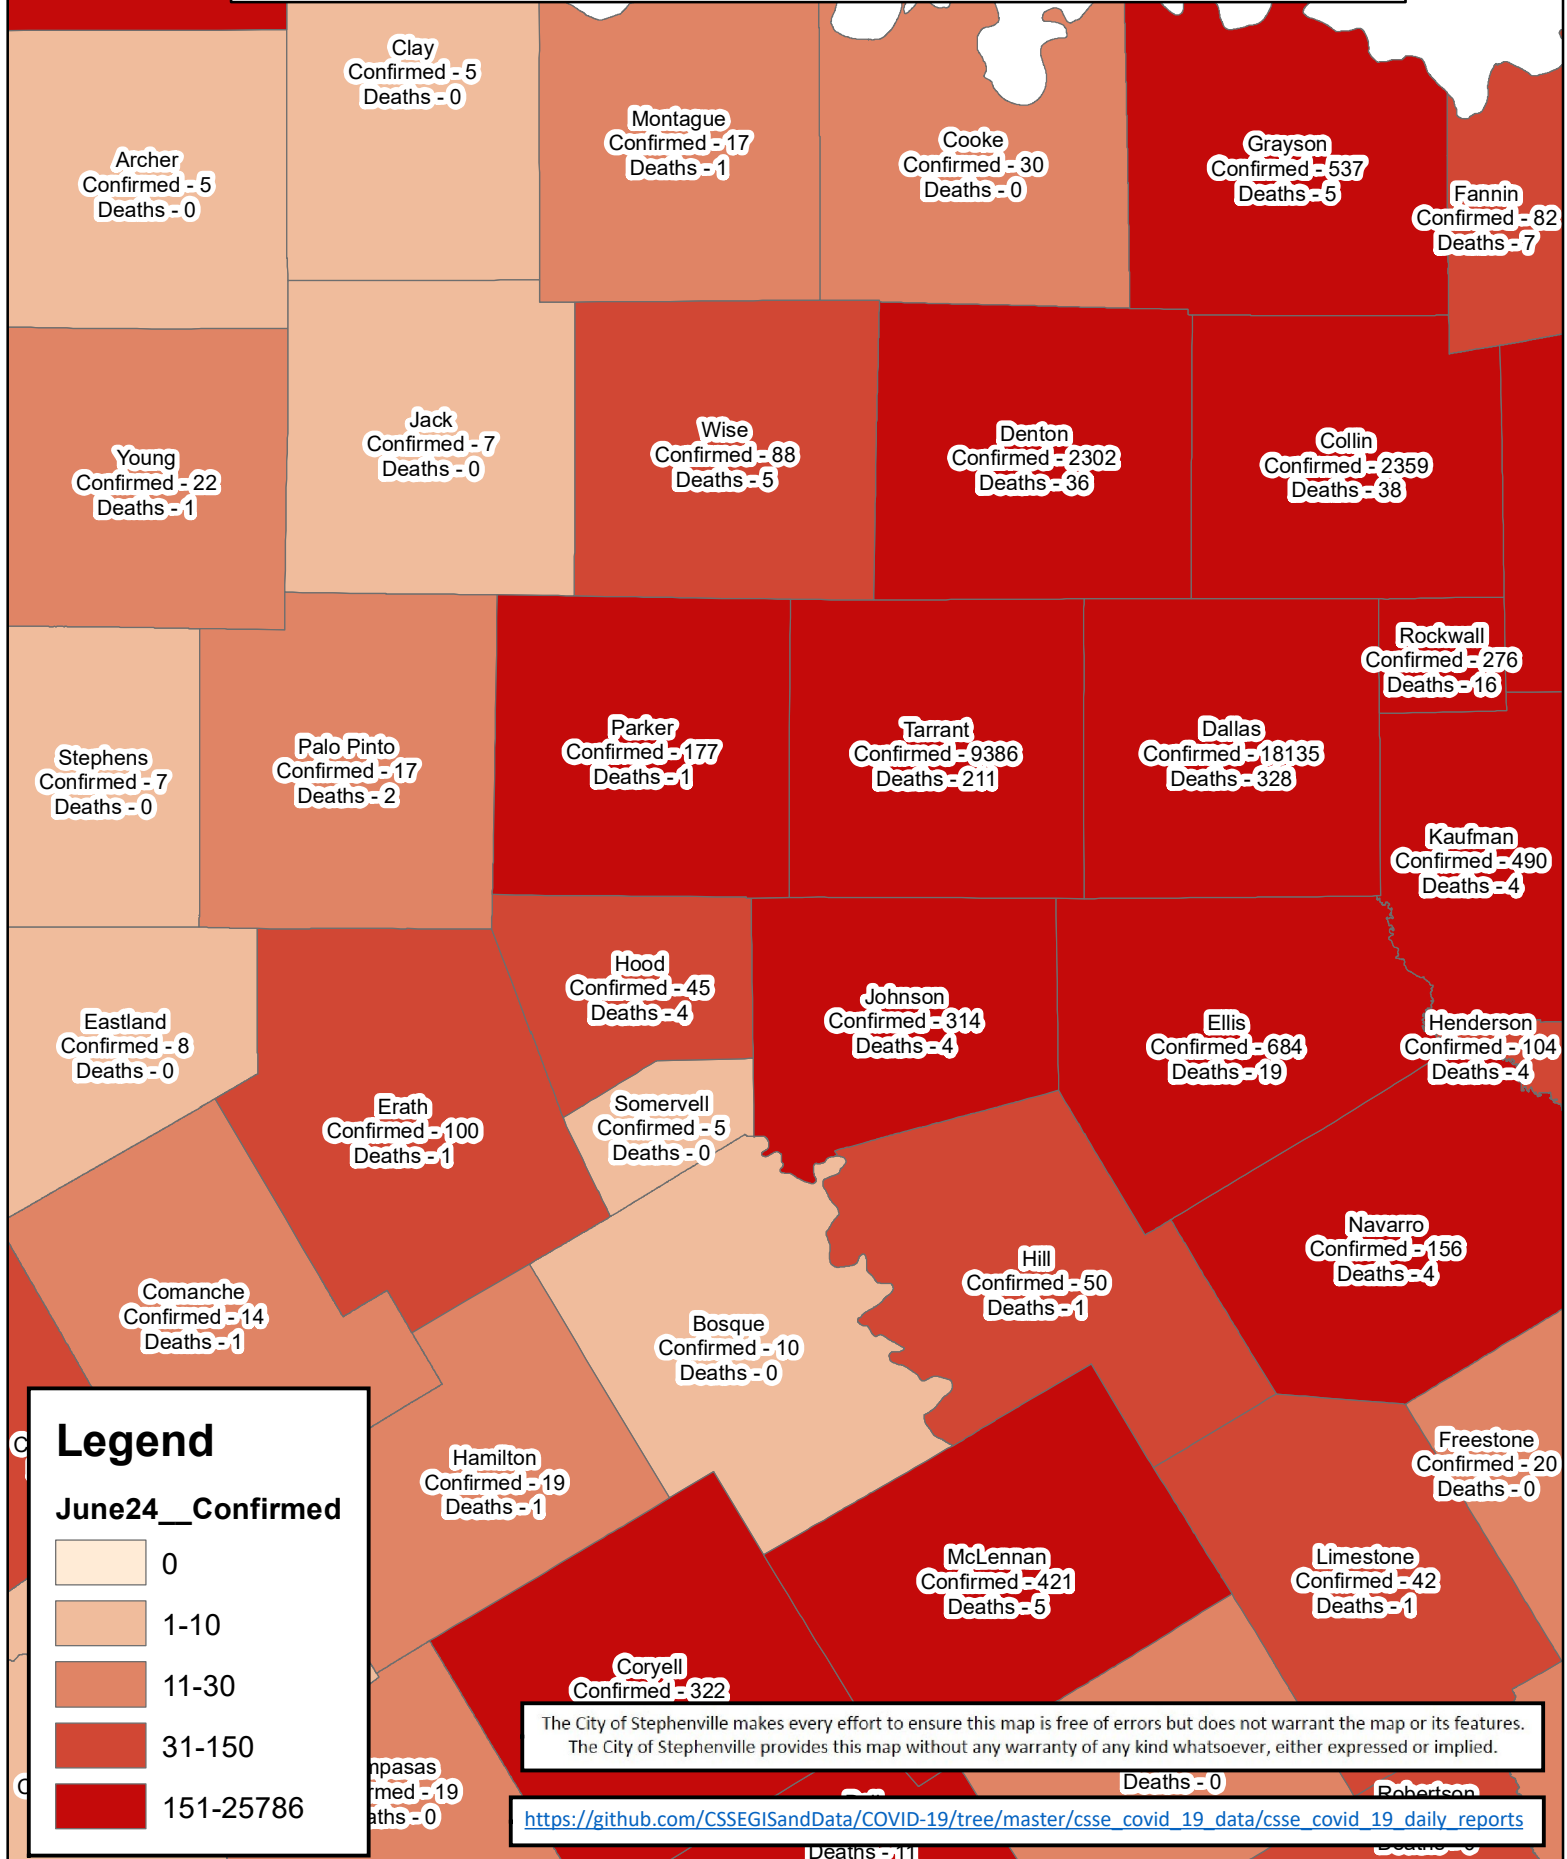 Clay
Confirmed - 5
Deaths - 0
Montague
Confirmed - 17
Deaths - 1
Cooke
Confirmed - 30
Deaths - 0
Grayson
Confirmed - 537
Deaths - 5
Archer
Confirmed - 5
Deaths - 0
Fannin
Confirmed - 82
Deaths - 7
Jack
Confirmed - 7
Deaths - 0
Wise
Confirmed - 88
Deaths - 5
Denton
Confirmed - 2302
Deaths - 36
Collin
Confirmed - 2359
Deaths - 38
Young
Confirmed - 22
Deaths - 1
Rockwall
Confirmed - 276
Deaths - 16
Stephens
Confirmed - 7
Deaths - 0
Palo Pinto
Confirmed - 17
Deaths - 2
Parker
Confirmed - 177
Deaths - 1
Tarrant
Confirmed - 9386
Deaths - 211
Dallas
Confirmed - 18135
Deaths - 328
Kaufman
Confirmed - 490
Deaths - 4
Hood
Confirmed - 45
Deaths - 4
Johnson
Confirmed - 314
Deaths - 4
Eastland
Confirmed - 8
Deaths - 0
Ellis
Confirmed - 684
Deaths - 19
Henderson
Confirmed - 104
Deaths - 4
Erath
Confirmed - 100
Deaths - 1
Somervell
Confirmed - 5
Deaths - 0
Navarro
Confirmed - 156
Deaths - 4
Hill
Confirmed - 50
Deaths - 1
Comanche
Confirmed - 14
Deaths - 1
Bosque
Confirmed - 10
Deaths - 0
Hamilton
Confirmed - 19
Deaths - 1
Freestone
Confirmed - 20
Deaths - 0
McLennan
Confirmed - 421
Deaths - 5
Limestone
Confirmed - 42
Deaths - 1
Coryell
Confirmed - 322
mpasas
rmed - 19
aths - 0
Deaths - 0
Robertson
Deaths - 11
Legend
June24__Confirmed
0
1-10
11-30
31-150
151-25786
The City of Stephenville makes every effort to ensure this map is free of errors but does not warrant the map or its features.
The City of Stephenville provides this map without any warranty of any kind whatsoever, either expressed or implied.
https://github.com/CSSEGISandData/COVID-19/tree/master/csse_covid_19_data/csse_covid_19_daily_reports